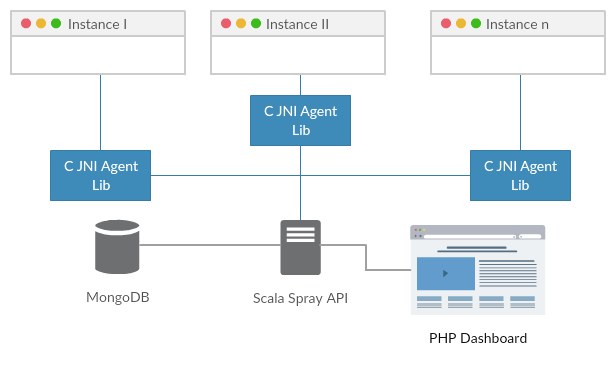 Instance I
Instance II
Instance n
C JNI Agent
Lib
C JNI Agent
Lib
C JNI Agent
Lib
MongoDB
Scala Spray API
PHP Dashboard